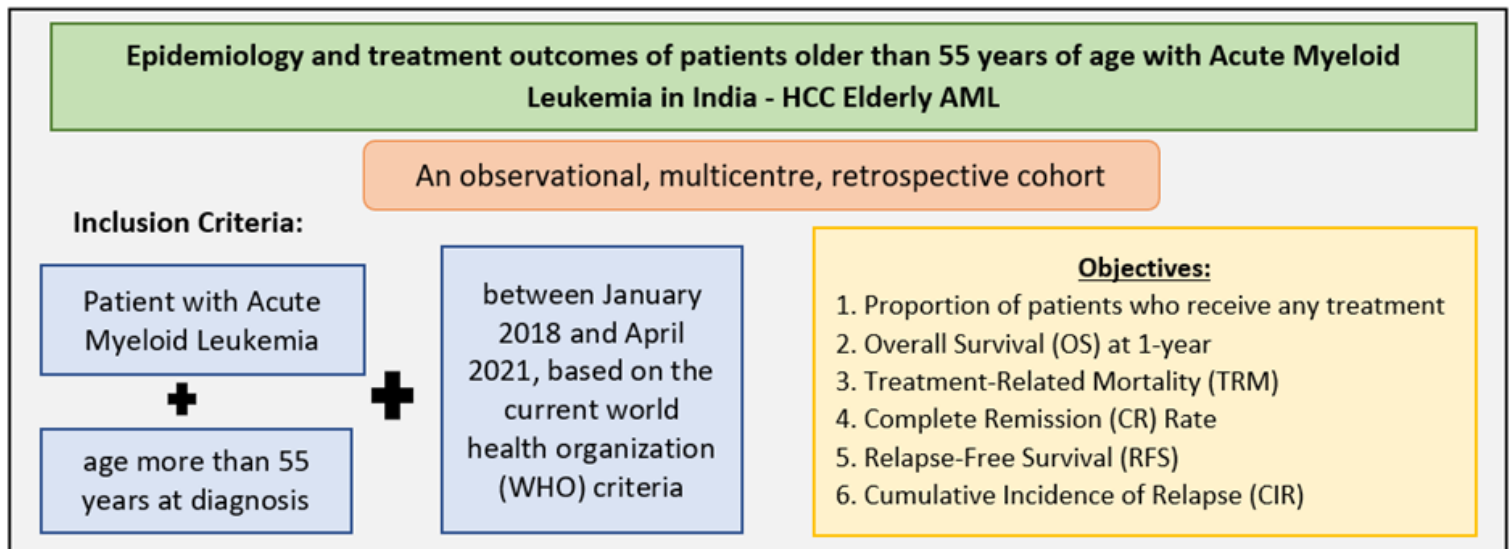 Epidemiology and treatment outcomes of patients older than 55 years of age with Acute Myeloid
Leukemia in India - HCC Elderly AML
An observational, multicentre, retrospective cohort
Inclusion Criteria:
Patient with Acute
Myeloid Leukemia
age more than 55
years at diagnosis
between January
2018 and April
2021, based on the
current world
health organization
(WHO) criteria
Objectives:
1. Proportion of patients who receive any treatment
2. Overall Survival (OS) at 1-year
3. Treatment-Related Mortality (TRM)
4. Complete Remission (CR) Rate
5. Relapse-Free Survival (RFS)
6. Cumulative Incidence of Relapse (CIR)